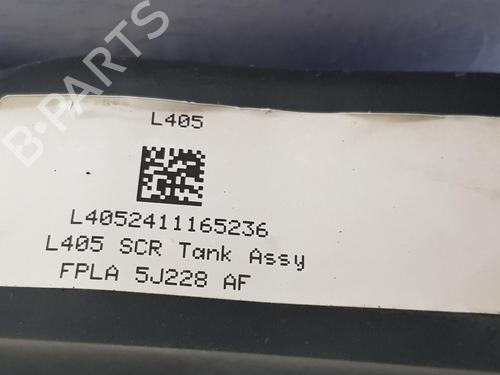 L405
L4052411165236
L405 SCR Tank Assy
FPLA 5J228 AF
B-PARTS